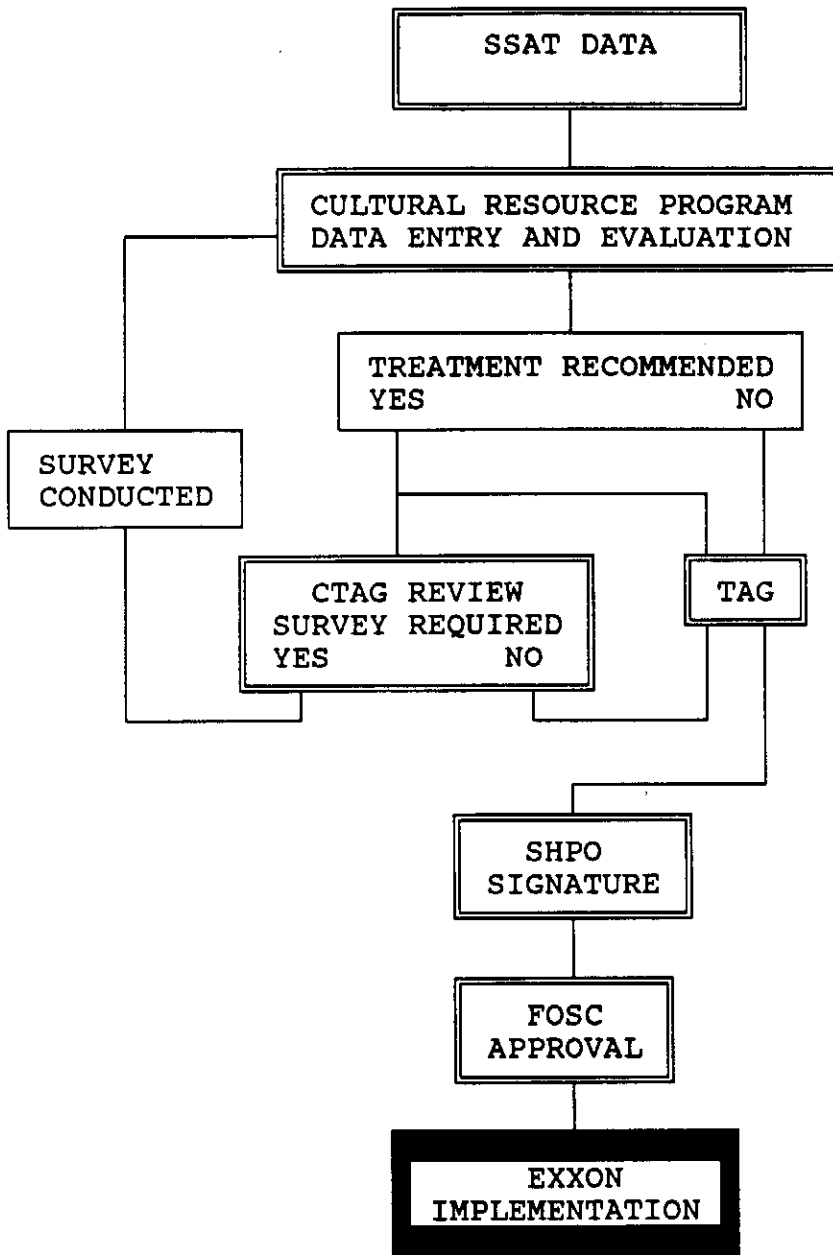 SSAT DATA
CULTURAL RESOURCE PROGRAM
DATA ENTRY AND EVALUATION
TREATMENT RECOMMENDED
YES NO
SURVEY
CONDUCTED
CTAG REVIEW
SURVEY REQUIRED
YES NO
TAG
SHPO
SIGNATURE
FOSC
APPROVAL
EXXON
IMPLEMENTATION